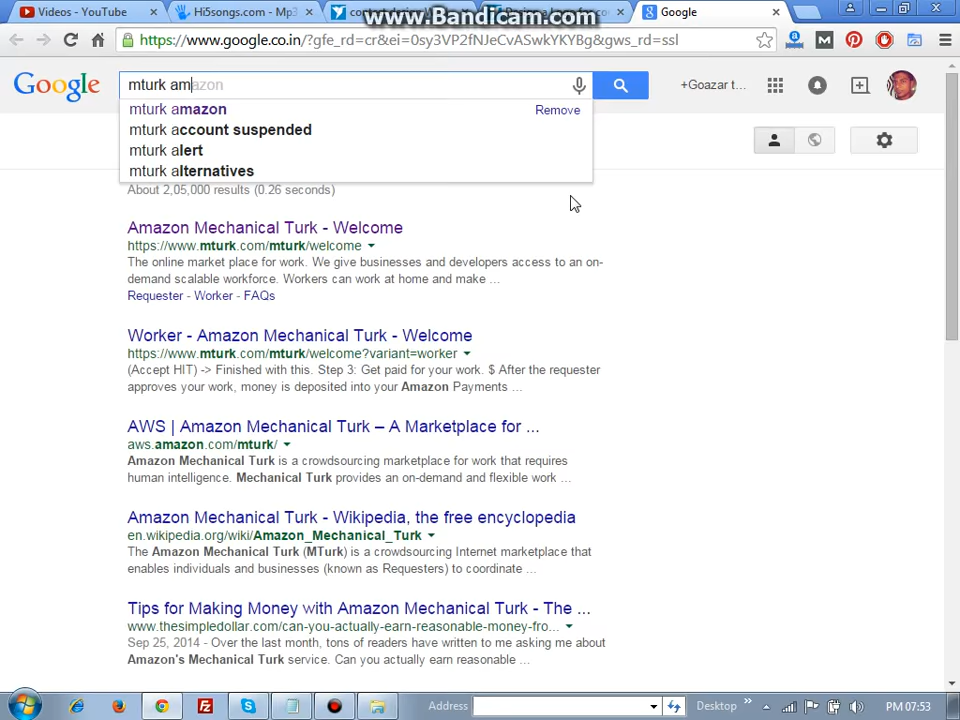 Videos - YouTube
Hi5songs.com - Mp3
www.Bandicam.com
Google
https://www.google.co.in/?gfe_rd=cr&ei=0sy3VP2fNJeCvASwkYKYBg&gws_rd=ssl
Google
mturk amazon
+Goazar t...
mturk amazon
Remove
mturk account suspended
mturk alert
mturk alternatives
About 2,05,000 results (0.26 seconds)
Amazon Mechanical Turk - Welcome
https://www.mturk.com/mturk/welcome
The online market place for work. We give businesses and developers access to an on-
demand scalable workforce. Workers can work at home and make ...
Requester - Worker - FAQs
Worker - Amazon Mechanical Turk - Welcome
https://www.mturk.com/mturk/welcome?variant=worker
(Accept HIT) -> Finished with this. Step 3: Get paid for your work. $ After the requester
approves your work, money is deposited into your Amazon Payments ...
AWS | Amazon Mechanical Turk – A Marketplace for ...
aws.amazon.com/mturk/
Amazon Mechanical Turk is a crowdsourcing marketplace for work that requires
human intelligence. Mechanical Turk provides an on-demand and flexible work ...
Amazon Mechanical Turk - Wikipedia, the free encyclopedia
en.wikipedia.org/wiki/Amazon_Mechanical_Turk
The Amazon Mechanical Turk (MTurk) is a crowdsourcing Internet marketplace that
enables individuals and businesses (known as Requesters) to coordinate ...
Tips for Making Money with Amazon Mechanical Turk - The ...
www.thesimpledollar.com/can-you-actually-earn-reasonable-money-fro...
Sep 25, 2014 - Over the last month, tons of readers have written to me asking me about
Amazon's Mechanical Turk service. Can you actually earn reasonable ...
Address
Desktop
PM 07:53